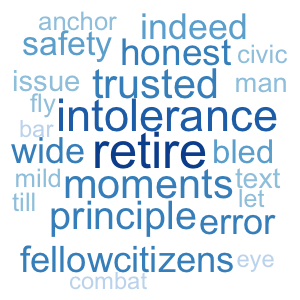 anchor indeed
safety honest civic
issue trusted man
fly intolerance
bar
wide retire bled
mild moments text
till principle error let
fellowcitizens eye
combat